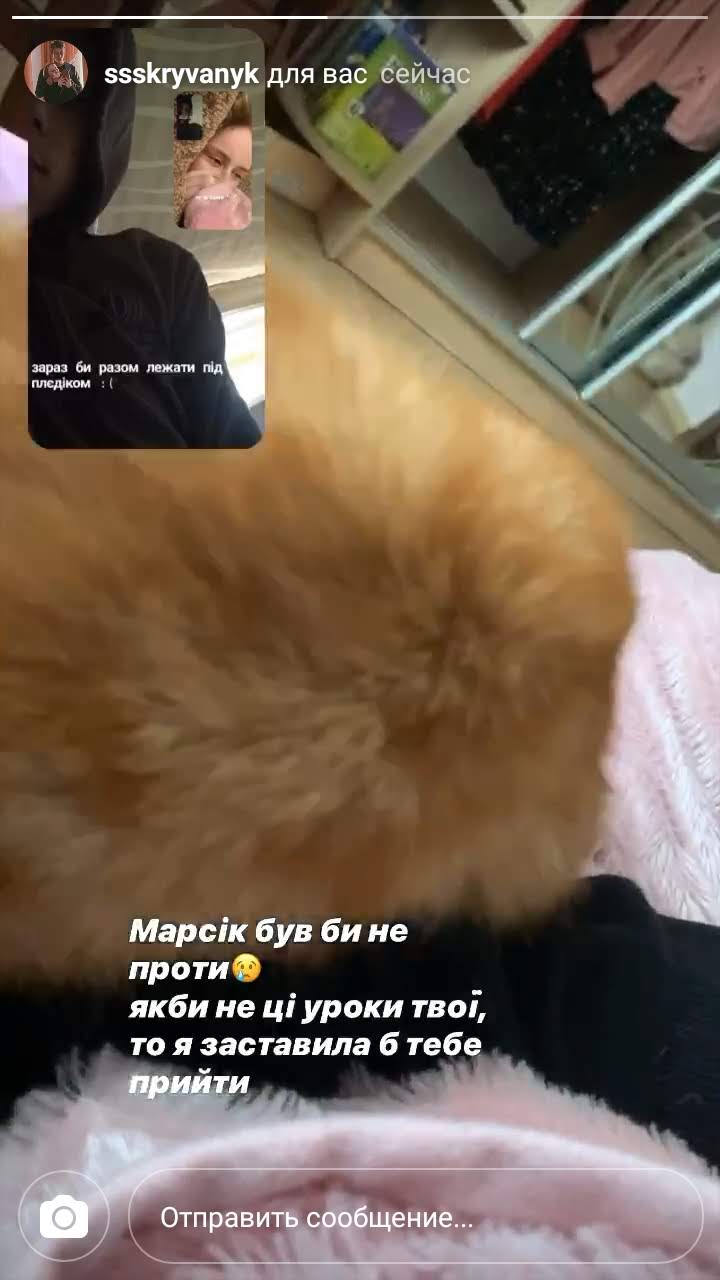 ssskryvanyk для вас сейчас
зараз би разом лежати під
плєдіком :(
Марсік був би не
проти😢
якби не ці уроки твої,
то я заставила б тебе
прийти
Отправить сообщение...